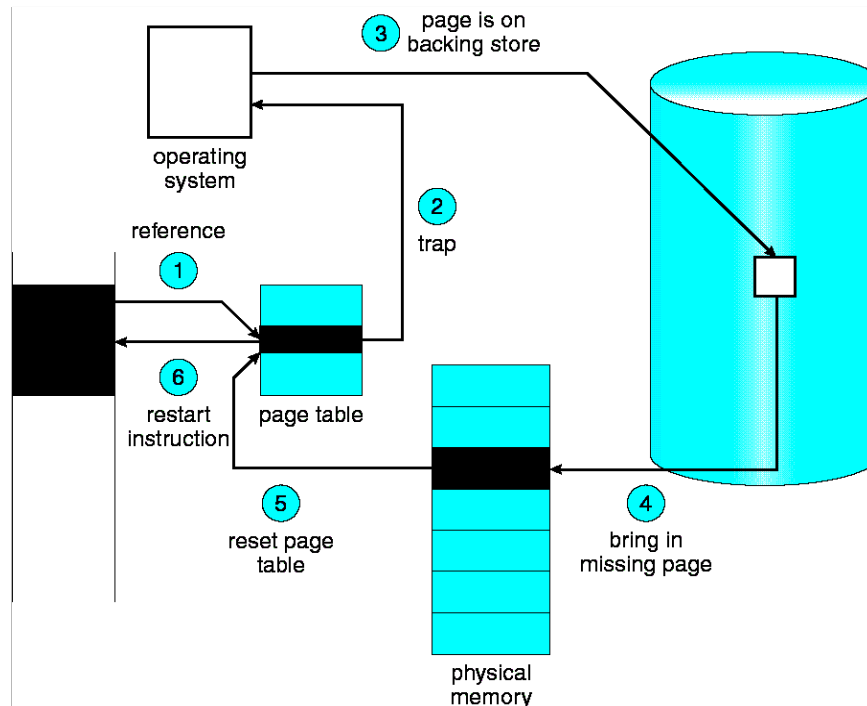 3
page is on
backing store
operating
system
2
trap
reference
1
6
restart
instruction
page table
5
reset page
table
4
bring in
missing page
physical
memory